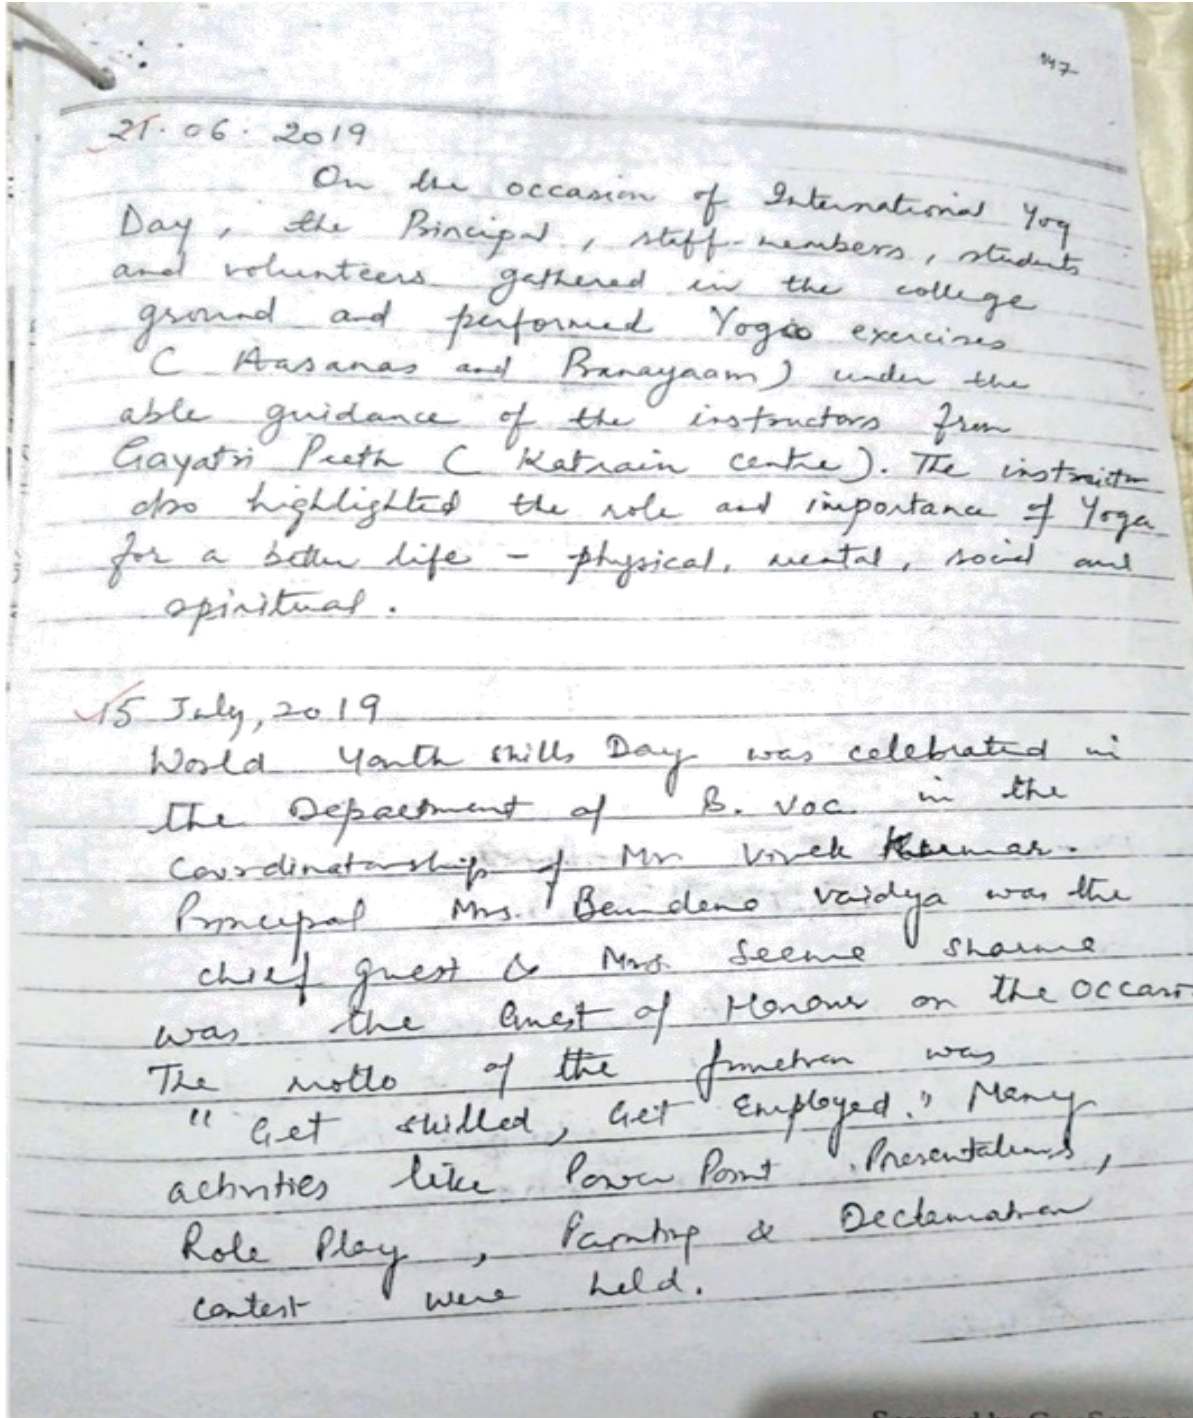 147
21.06.2019
On the occasion of International Yog
Day, the Principal, staff-members, students
and volunteers gathered in the college
ground and performed Yoga exercises
( Aasanas and Pranayaam) under the
able guidance of the instructors from
Gayatri Peeth ( Katrain centre). The instructor
also highlighted the role and importance of Yoga
for a better life - physical, mental, social and
spiritual.
15 July, 2019
World Youth skills Day was celebrated in
the Department of B. Voc. in the
Coordinatorship of Mr. Vivek Kumar.
Principal Mrs. Vaidya was the
chief guest & Mrs. Seema Sharma
was the Guest of Honour on the occasi
The motto of the function was
" Get skilled, Get Employed." Many
activities like Power Point Presentations,
Role Play, Painting & Declamation
contest were held.